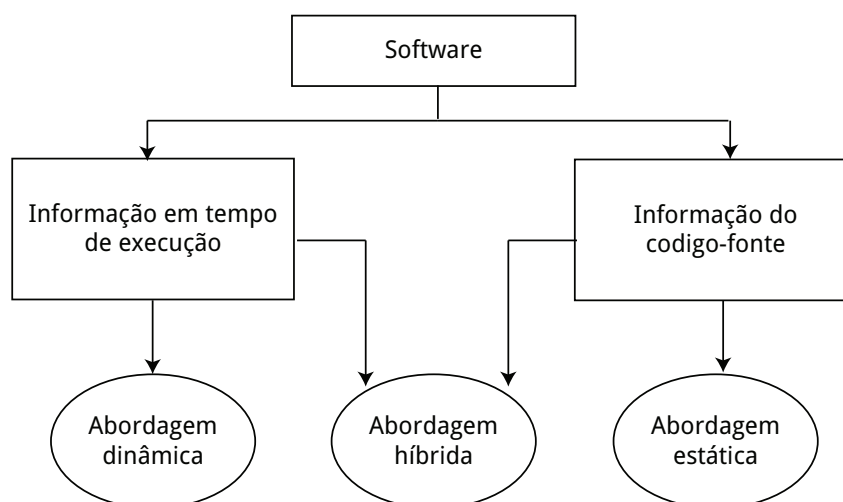 Software
Informação em tempo
de execução
Informação do
codigo-fonte
Abordagem
dinâmica
Abordagem
híbrida
Abordagem
estática